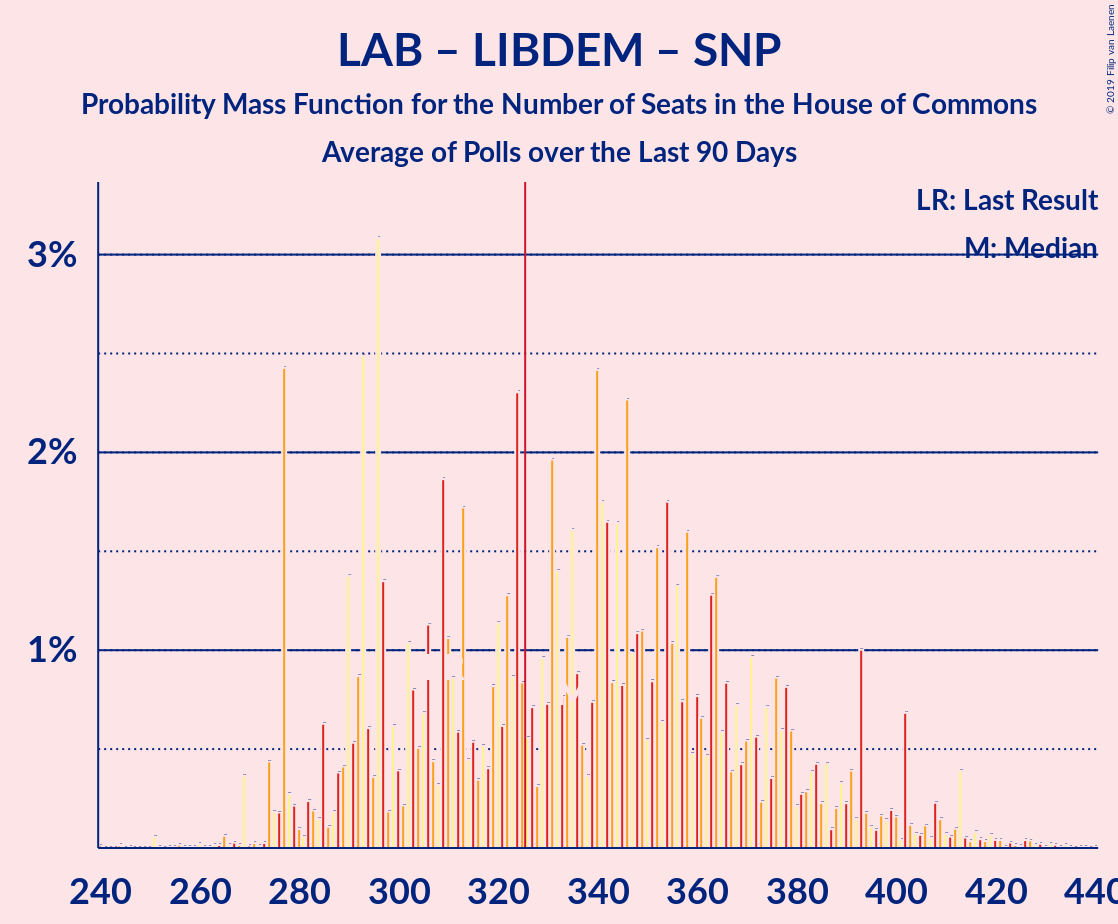 LAB – LIBDEM – SNP
Probability Mass Function for the Number of Seats in the House of Commons
Average of Polls over the Last 90 Days
© 2019 Filip van Laenen
LR: Last Result
M: Median
3%
2%
1%
240 260 280 300 320 340 360 380 400 420 440